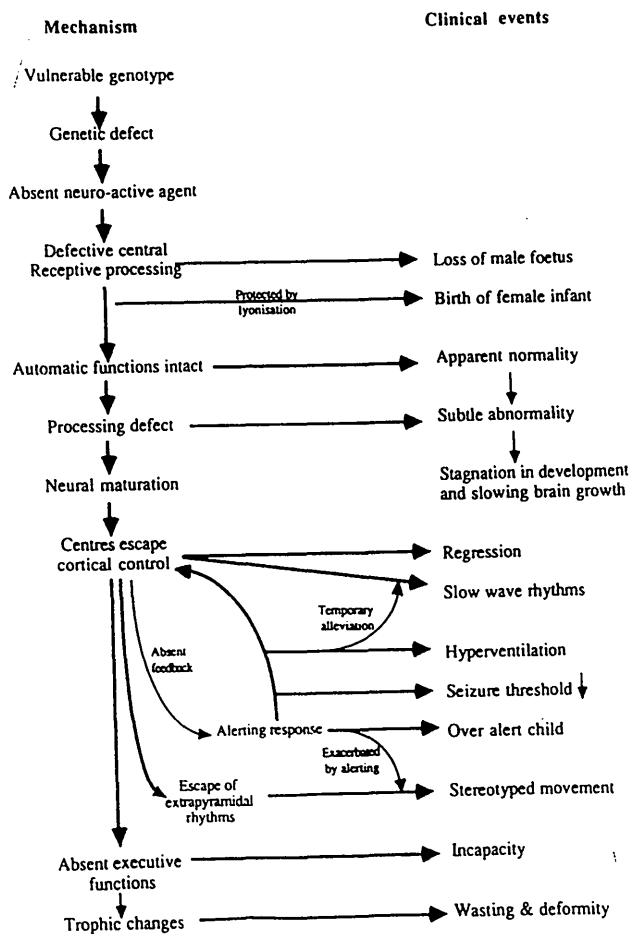 Mechanism
Clinical events
Vulnerable genotype
Genetic defect
Absent neuro-active agent
Defective central
Receptive processing
Loss of male foetus
Protected by
lyonisation
Birth of female infant
Automatic functions intact
Apparent normality
Processing defect
Subtle abnormality
Neural maturation
Stagnation in development
and slowing brain growth
Centres escape
cortical control
Regression
Slow wave rhythms
Temporary
alleviation
Absent
feedback
Hyperventilation
Seizure threshold
Alerting response
Over alert child
Exacerbated
by alerting
Escape of
extrapyramidal
rhythms
Stereotyped movement
Absent executive
functions
Incapacity
Trophic changes
Wasting & deformity